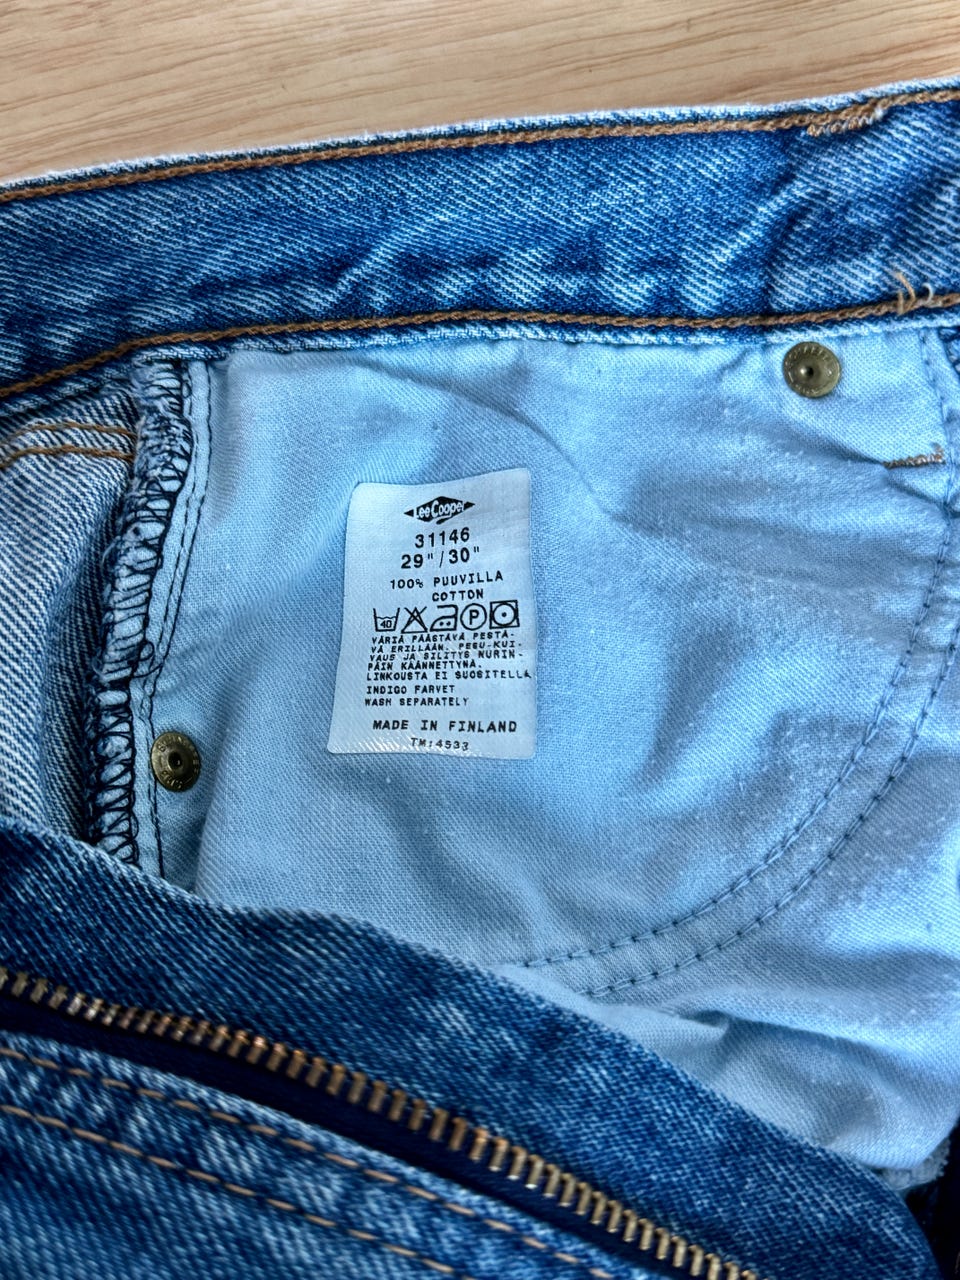 Lee Cooper
31146
29"/30"
100% PUUVILLA
COTTON
40 P
VÄRIÄ PÄÄSTÄVÄ PESTÄ-
VÄ ERILLÄÄN. PESU-KUI-
VAUS JA SILITYS NURIN-
PÄIN KÄÄNNETTYNÄ.
LINKOUSTA EI SUOSITELLA
INDIGO FARVET
WASH SEPARATELY
MADE IN FINLAND
TM:4533